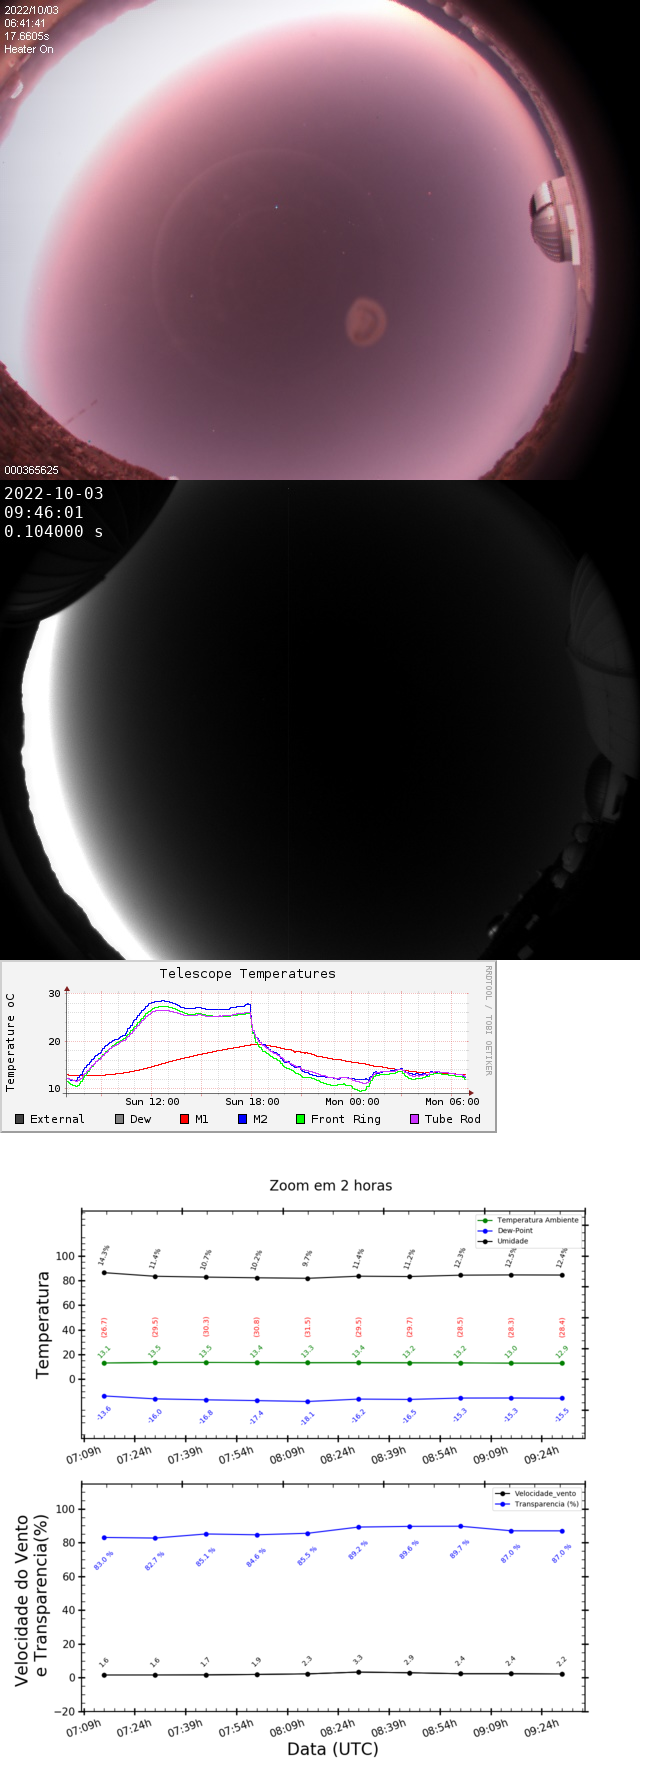 2022/10/03
06:41:41
17.6605s
Heater On
000365625
2022-10-03
09:46:01
0.104000 s
Telescope Temperatures
RRDTOOL / TOBI OETIKER
Temperature oC
30
20
10
Sun 12:00 Sun 18:00 Mon 00:00 Mon 06:00
External Dew M1 M2 Front Ring Tube Rod
Zoom em 2 horas
Temperatura Ambiente
Dew-Point
Umidade
Temperatura
100
80
60
40
20
0
14.3% 11.4% 10.7% 10.2% 9.7% 11.4% 11.2% 12.3% 12.5% 12.4%
(26.7) (29.5) (30.3) (30.8) (31.5) (29.5) (29.7) (28.5) (28.3) (28.4)
13.1 13.5 13.5 13.4 13.3 13.4 13.2 13.2 13.0 12.9
-13.6 -16.0 -16.8 -17.4 -18.1 -16.2 -16.5 -15.3 -15.3 -15.5
07:09h 07:24h 07:39h 07:54h 08:09h 08:24h 08:39h 08:54h 09:09h 09:24h
Velocidade_vento
Transparencia (%)
Velocidade do Vento
e Transparencia(%)
100
80
60
40
20
0
−20
83.0 % 82.7 % 85.1 % 84.6 % 85.5 % 89.2 % 89.6 % 89.7 % 87.0 % 87.0 %
1.6 1.6 1.7 1.9 2.3 3.3 2.9 2.4 2.4 2.2
07:09h 07:24h 07:39h 07:54h 08:09h 08:24h 08:39h 08:54h 09:09h 09:24h
Data (UTC)